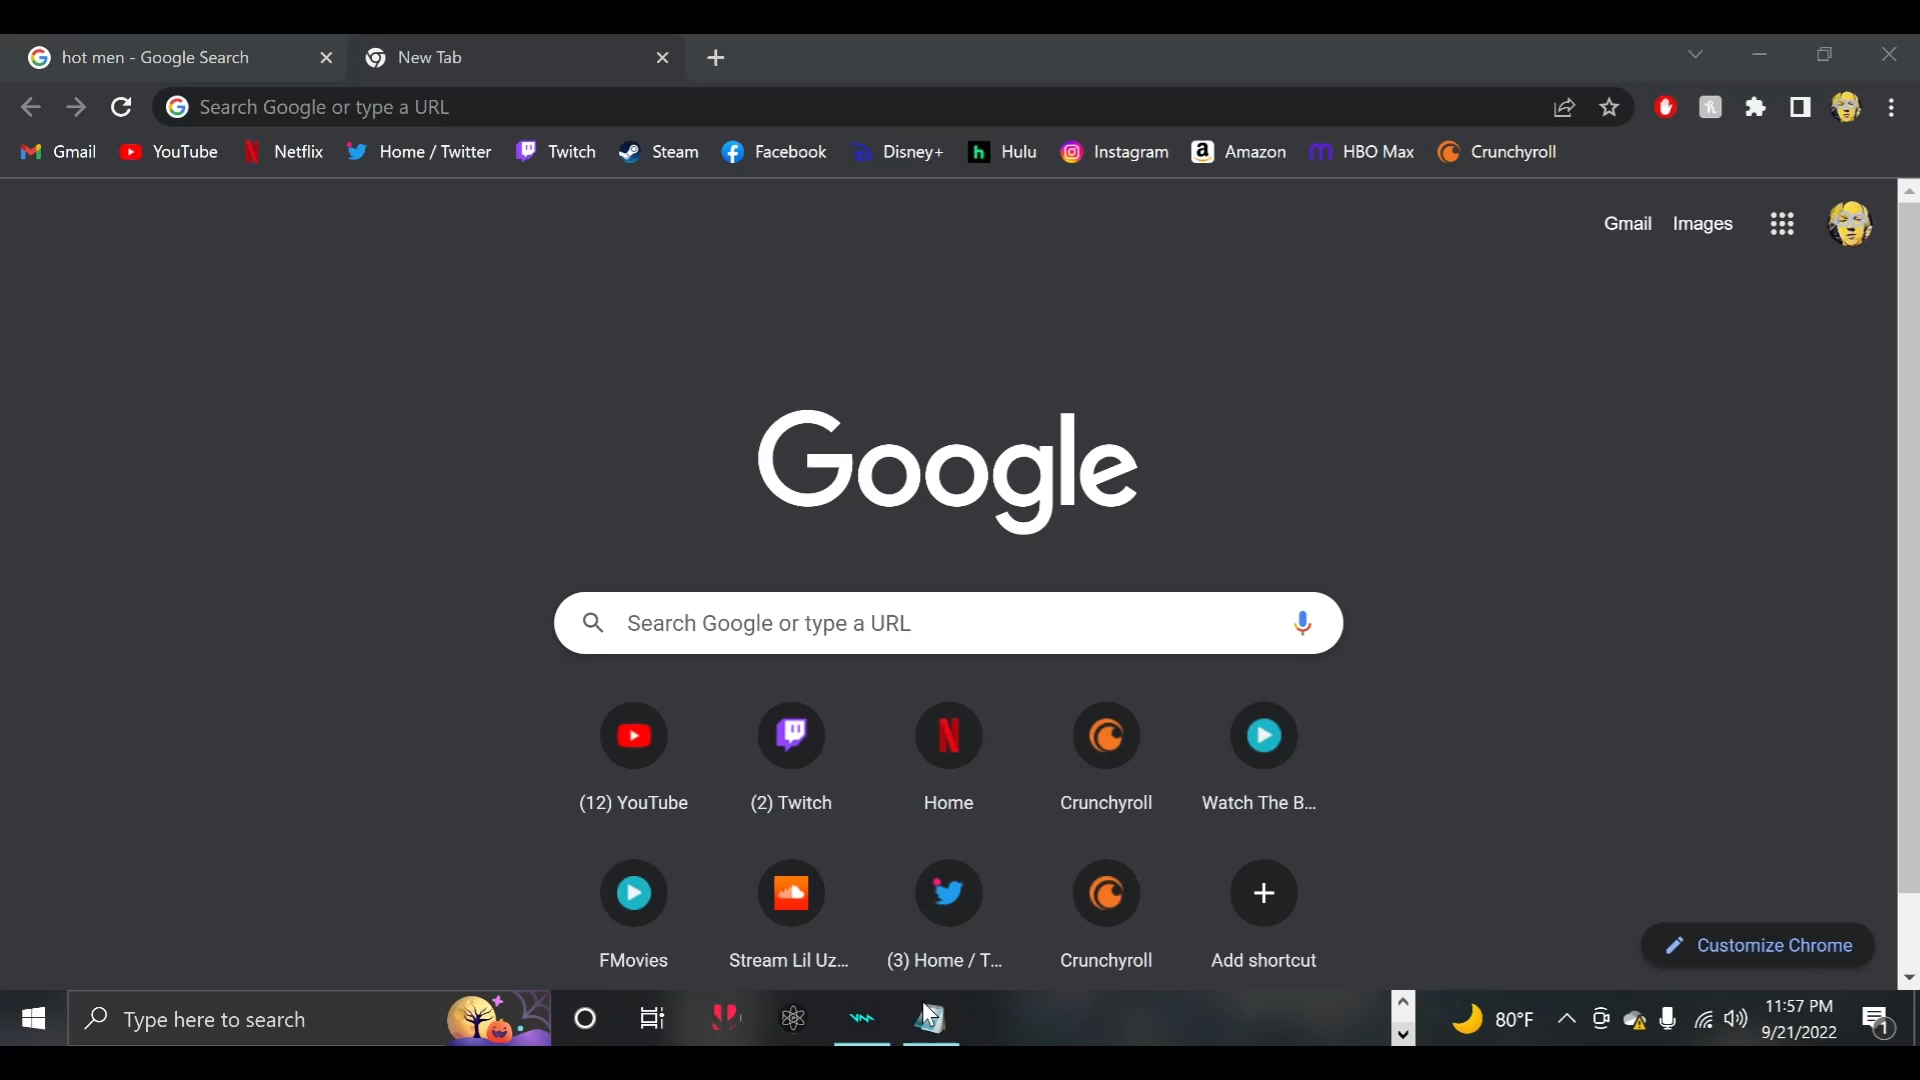 hot men - Google Search
New Tab
Search Google or type a URL
Gmail YouTube Netflix Home / Twitter Twitch Steam Facebook Disney+ Hulu Instagram Amazon HBO Max Crunchyroll
Gmail Images
Google
Search Google or type a URL
(12) YouTube (2) Twitch Home Crunchyroll Watch The B...
FMovies Stream Lil Uz... (3) Home / T... Crunchyroll Add shortcut
Customize Chrome
Type here to search
80°F
11:57 PM
9/21/2022
1